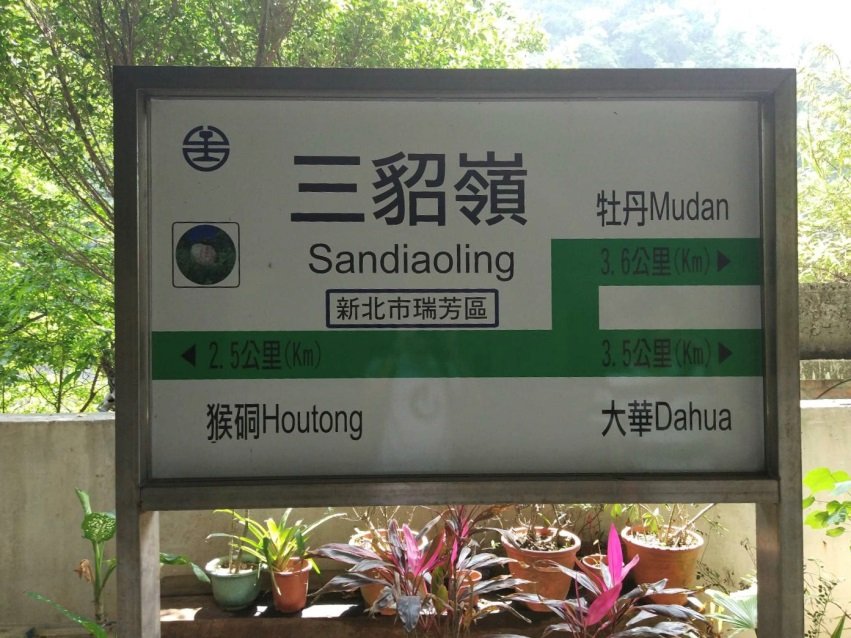 三貂嶺
Sandiaoling
新北市瑞芳區
牡丹Mudan
3.6公里(Km)▶
◀ 2.5公里(Km)
3.5公里(Km)▶
猴硐Houtong
大華Dahua